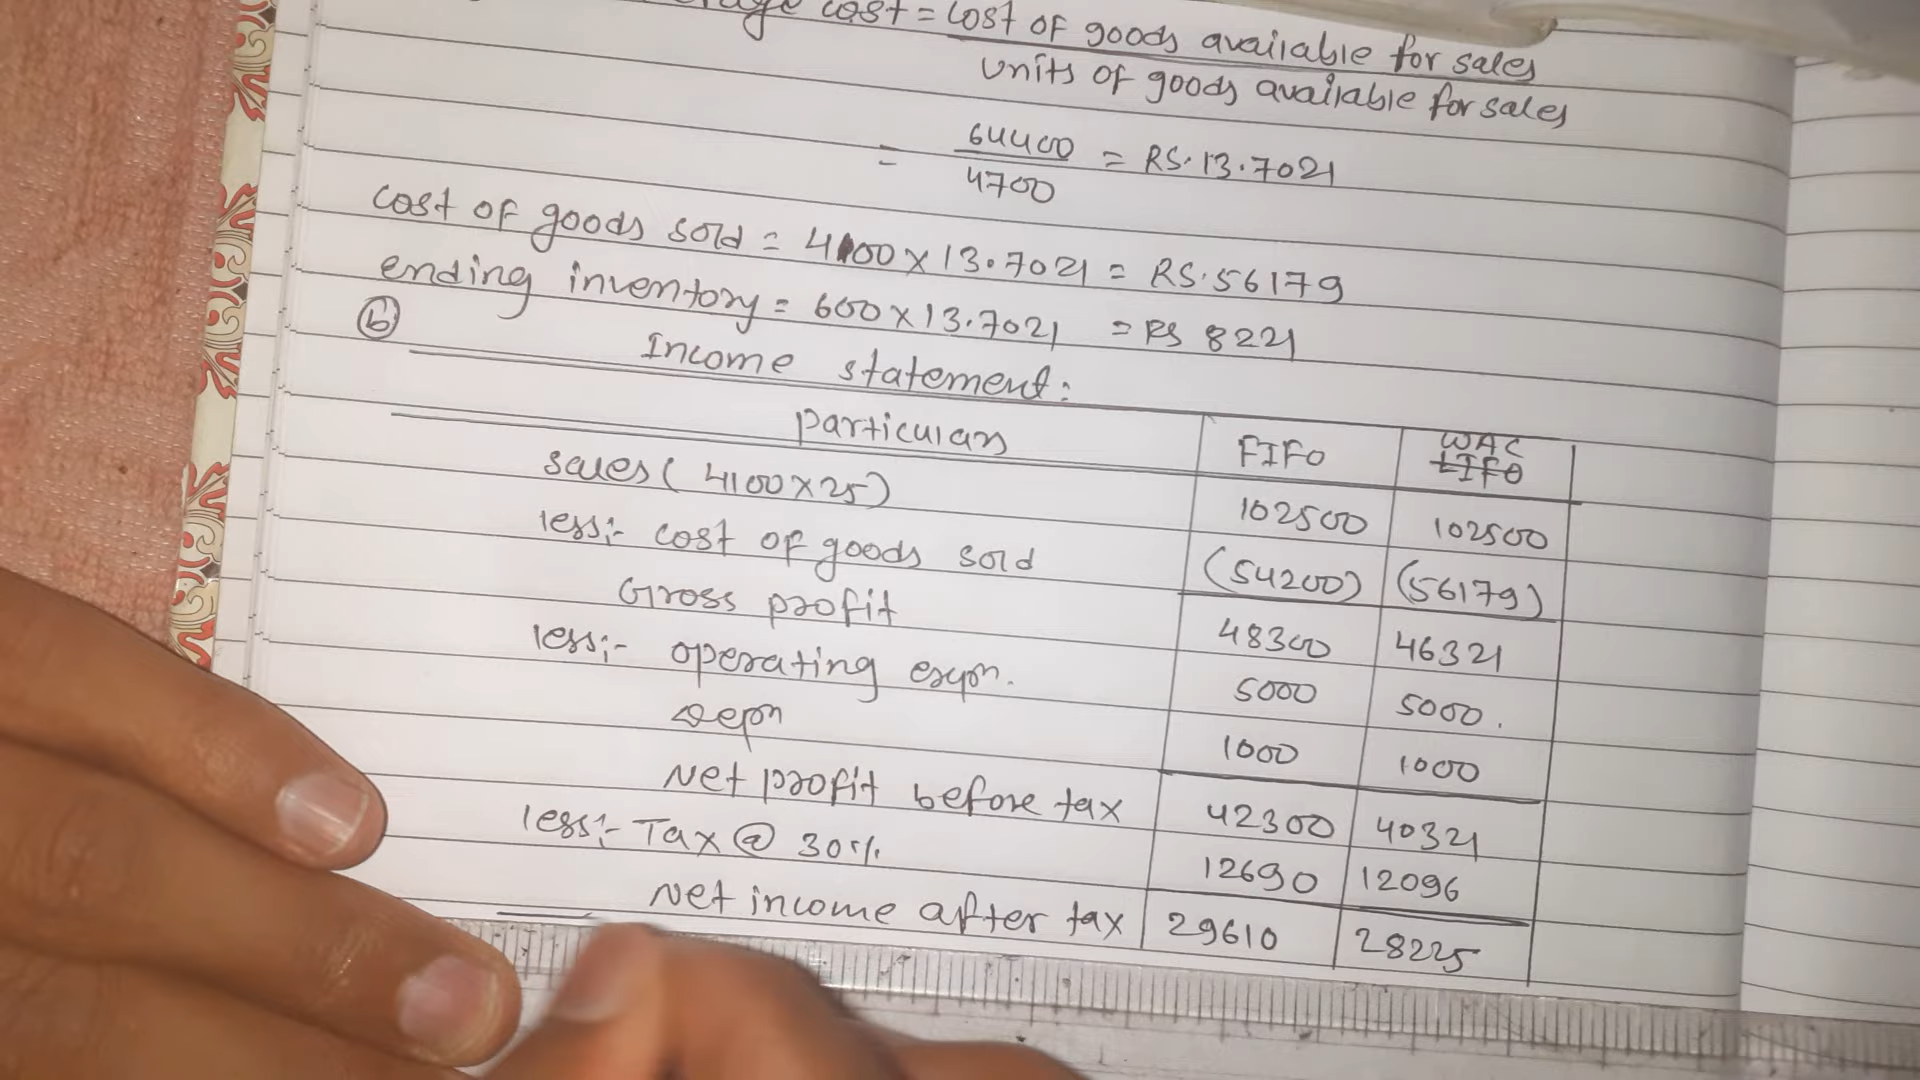 cost = cost of goods available for sales
units of goods available for sales
= 64400 / 4700 = RS. 13.7021
cost of goods sold = 4100 x 13.7021 = RS. 56179
ending inventory = 600 x 13.7021 = RS 8221
(b)
Income statement:
particulars FIFO WAC LIFO
sales (4100x25) 102500 102500
less:- cost of goods sold (54200) (56179)
Gross profit 48300 46321
less:- operating expn. 5000 5000.
Depn 1000 1000
Net profit before tax 42300 40321
less:- Tax @ 30% 12690 12096
Net income after tax 29610 28225